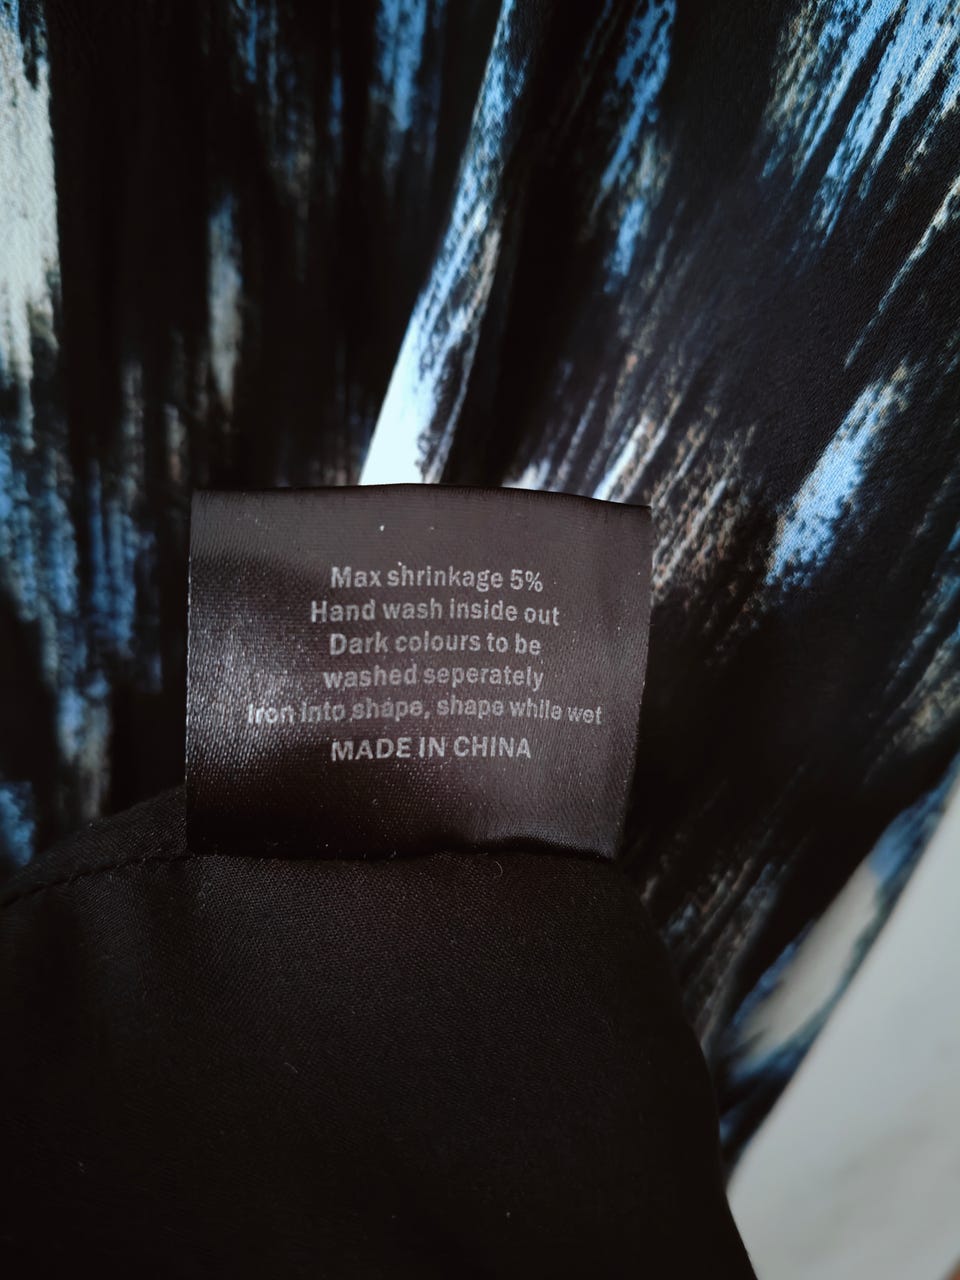 Max shrinkage 5%
Hand wash inside out
Dark colours to be
washed seperately
Iron into shape, shape while wet
MADE IN CHINA